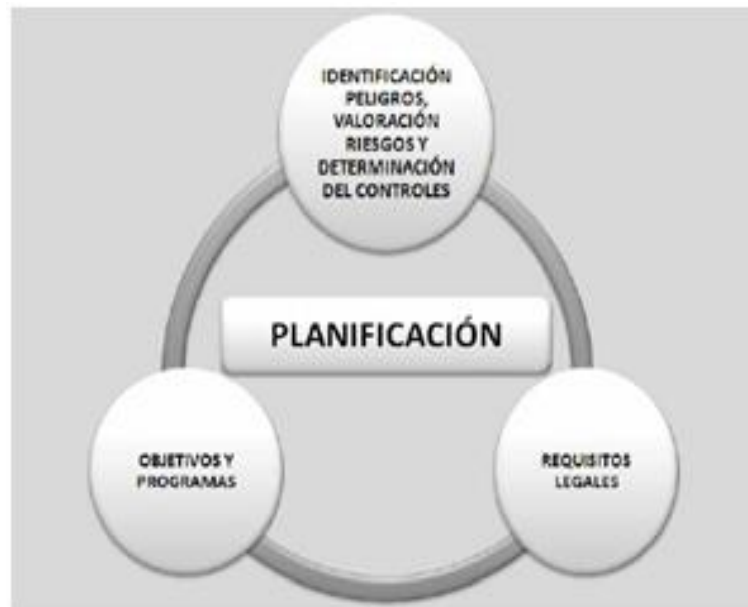 IDENTIFICACIÓN
PELIGROS,
VALORACIÓN
RIESGOS Y
DETERMINACIÓN
DEL CONTROLES
PLANIFICACIÓN
OBJETIVOS Y
PROGRAMAS
REQUISITOS
LEGALES